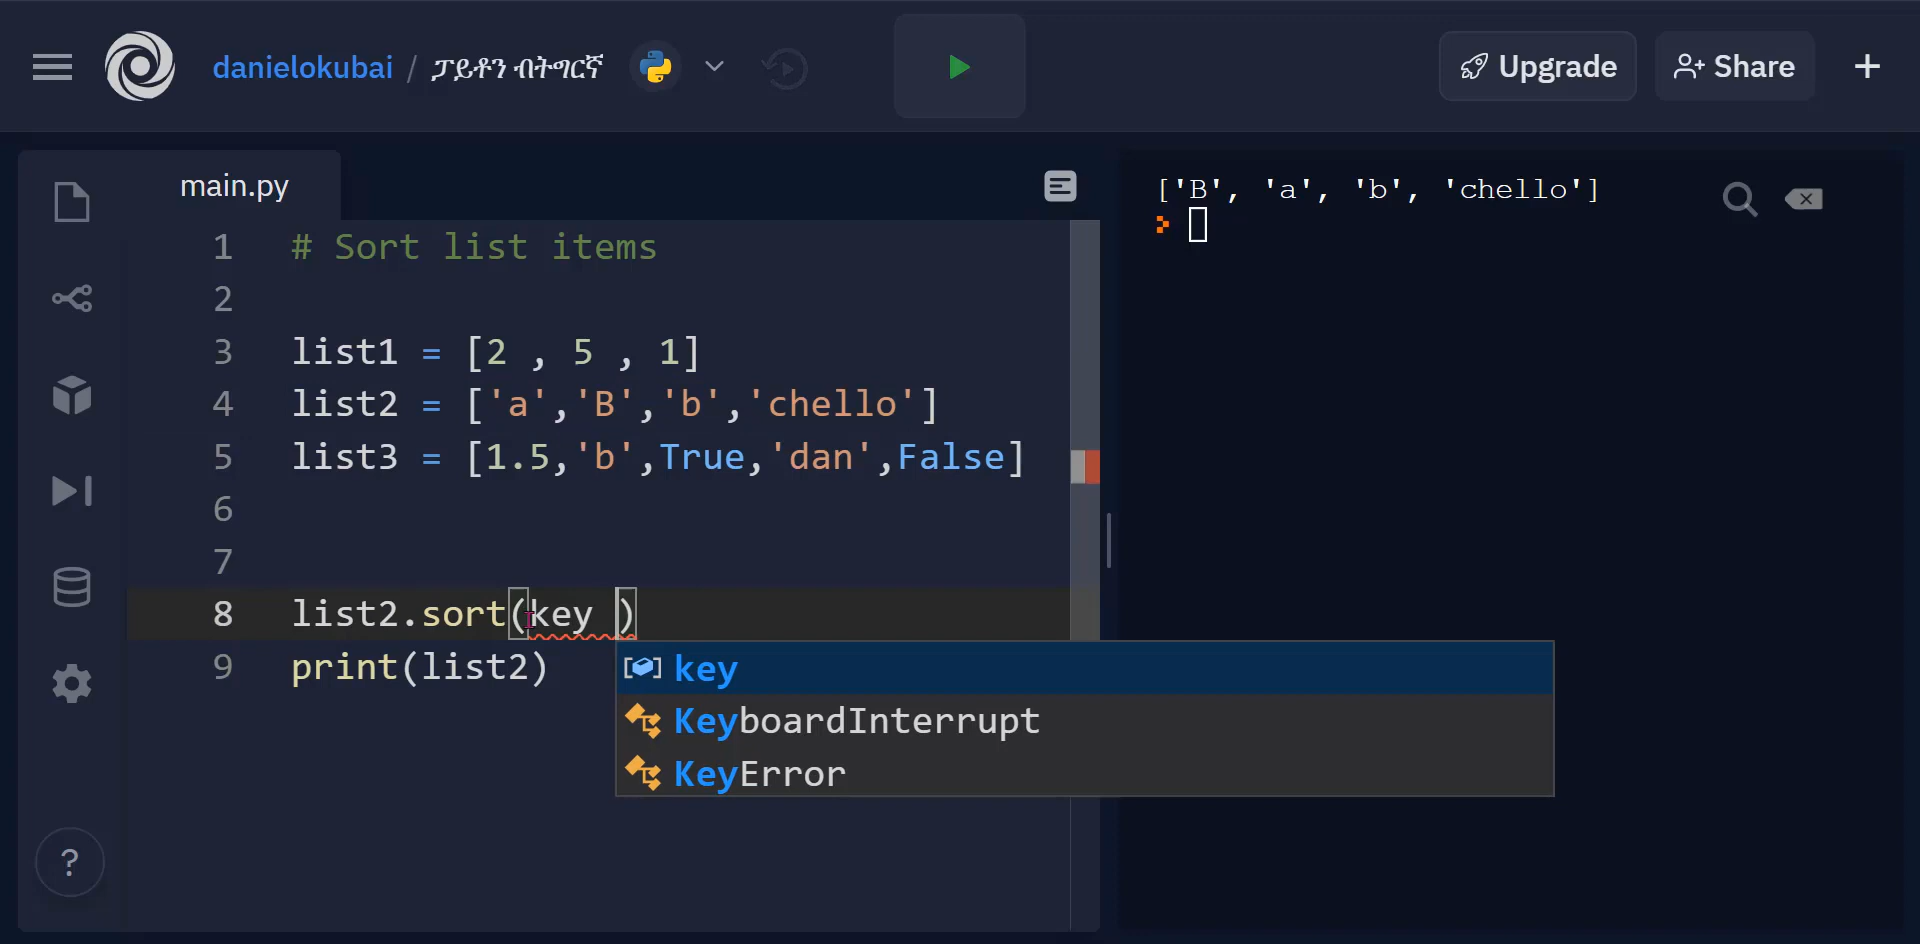 danielokubai / ፓይቶን ብትግርኛ
Upgrade
Share
+
main.py
1 # Sort list items
2
3 list1 = [2 , 5 , 1]
4 list2 = ['a','B','b','chello']
5 list3 = [1.5,'b',True,'dan',False]
6
7
8 list2.sort(key )
9 print(list2)
key
KeyboardInterrupt
KeyError
?
['B', 'a', 'b', 'chello']